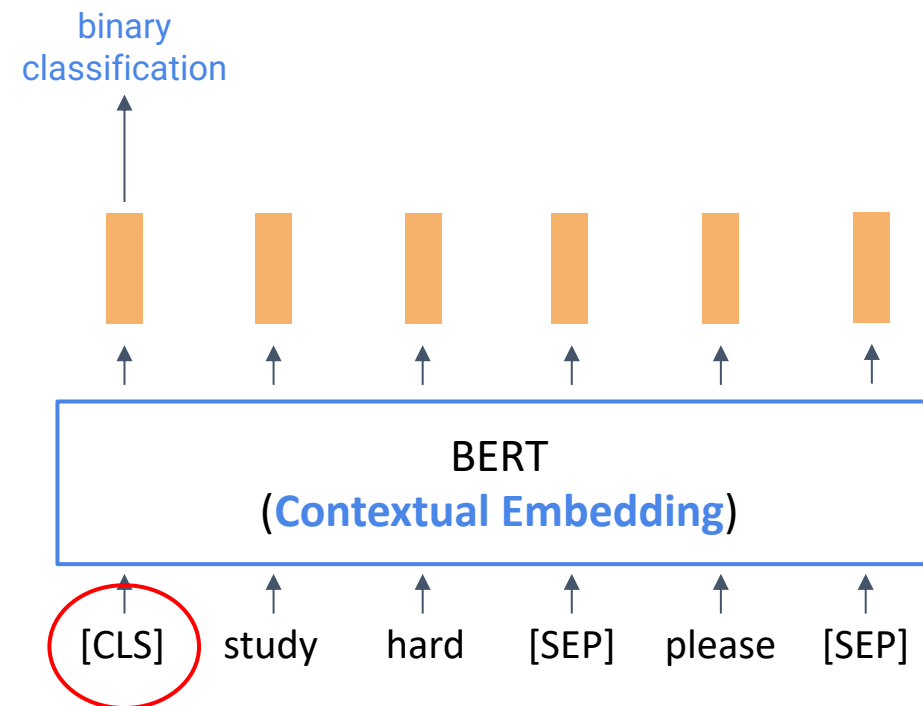 binary
classification
BERT
(Contextual Embedding)
[CLS] study hard [SEP] please [SEP]